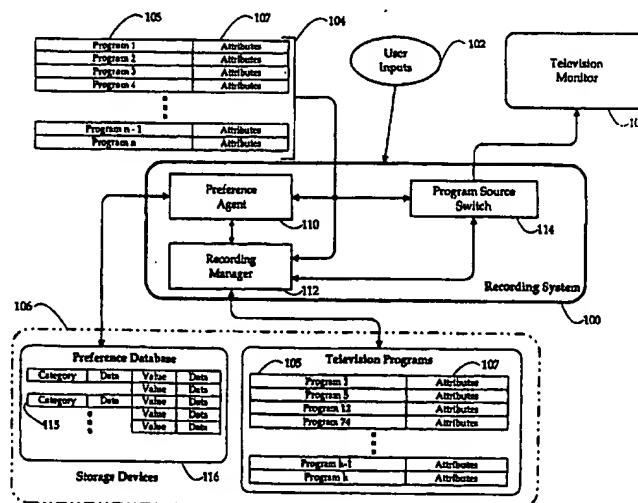 105 107 104
Program 1 Attributes
Program 2 Attributes
Program 3 Attributes
Program 4 Attributes
Program n - 1 Attributes
Program n Attributes
User
Inputs
102
Television
Monitor
10
Preference
Agent
110
Program Source
Switch
114
Recording
Manager
112
Recording System
100
106
Preference Database
Category Data Value Data
Value Data
Category Data Value Data
Value Data
Value Data
115
Storage Devices
116
Television Programs
105 107
Program 1 Attributes
Program 5 Attributes
Program 12 Attributes
Program 74 Attributes
Program k-1 Attributes
Program k Attributes